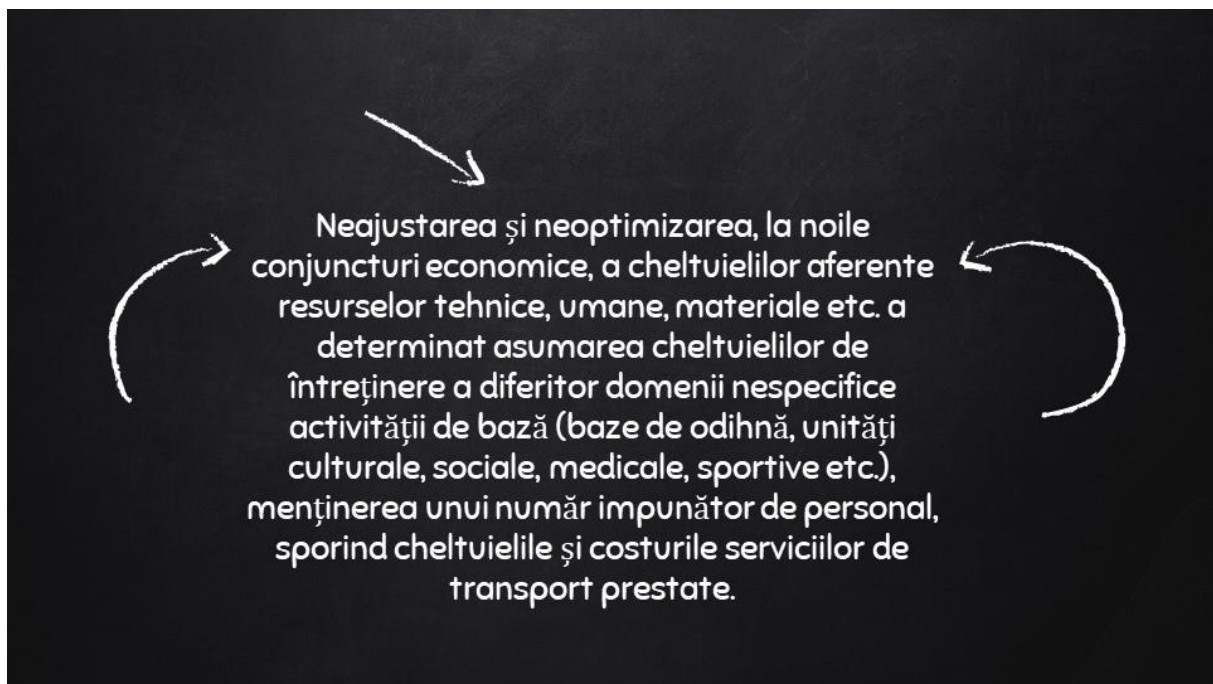 Neajustarea și neoptimizarea, la noile
conjuncturi economice, a cheltuielilor aferente
resurselor tehnice, umane, materiale etc. a
determinat asumarea cheltuielilor de
întreținere a diferitor domenii nespecifice
activității de bază (baze de odihnă, unități
culturale, sociale, medicale, sportive etc.),
menținerea unui număr impunător de personal,
sporind cheltuielile și costurile serviciilor de
transport prestate.